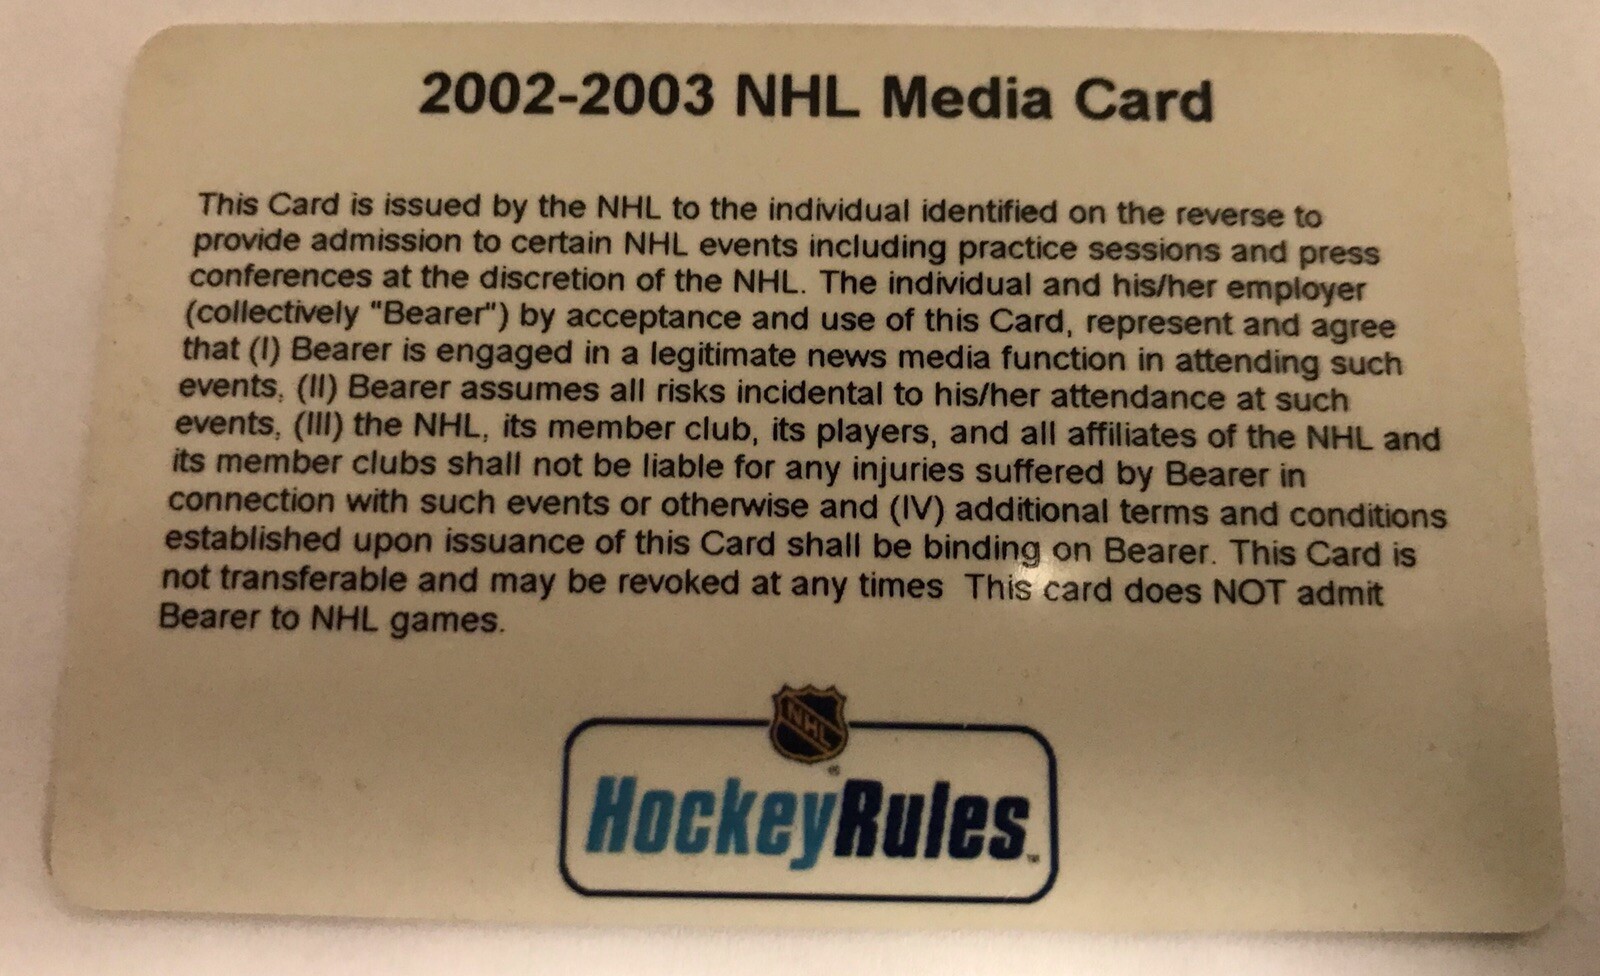 2002-2003 NHL Media Card
This Card is issued by the NHL to the individual identified on the reverse to
provide admission to certain NHL events including practice sessions and press
conferences at the discretion of the NHL. The individual and his/her employer
(collectively "Bearer") by acceptance and use of this Card, represent and agree
that (I) Bearer is engaged in a legitimate news media function in attending such
events, (II) Bearer assumes all risks incidental to his/her attendance at such
events, (III) the NHL, its member club, its players, and all affiliates of the NHL and
its member clubs shall not be liable for any injuries suffered by Bearer in
connection with such events or otherwise and (IV) additional terms and conditions
established upon issuance of this Card shall be binding on Bearer. This Card is
not transferable and may be revoked at any times  This card does NOT admit
Bearer to NHL games.
NHL
®
HockeyRules™